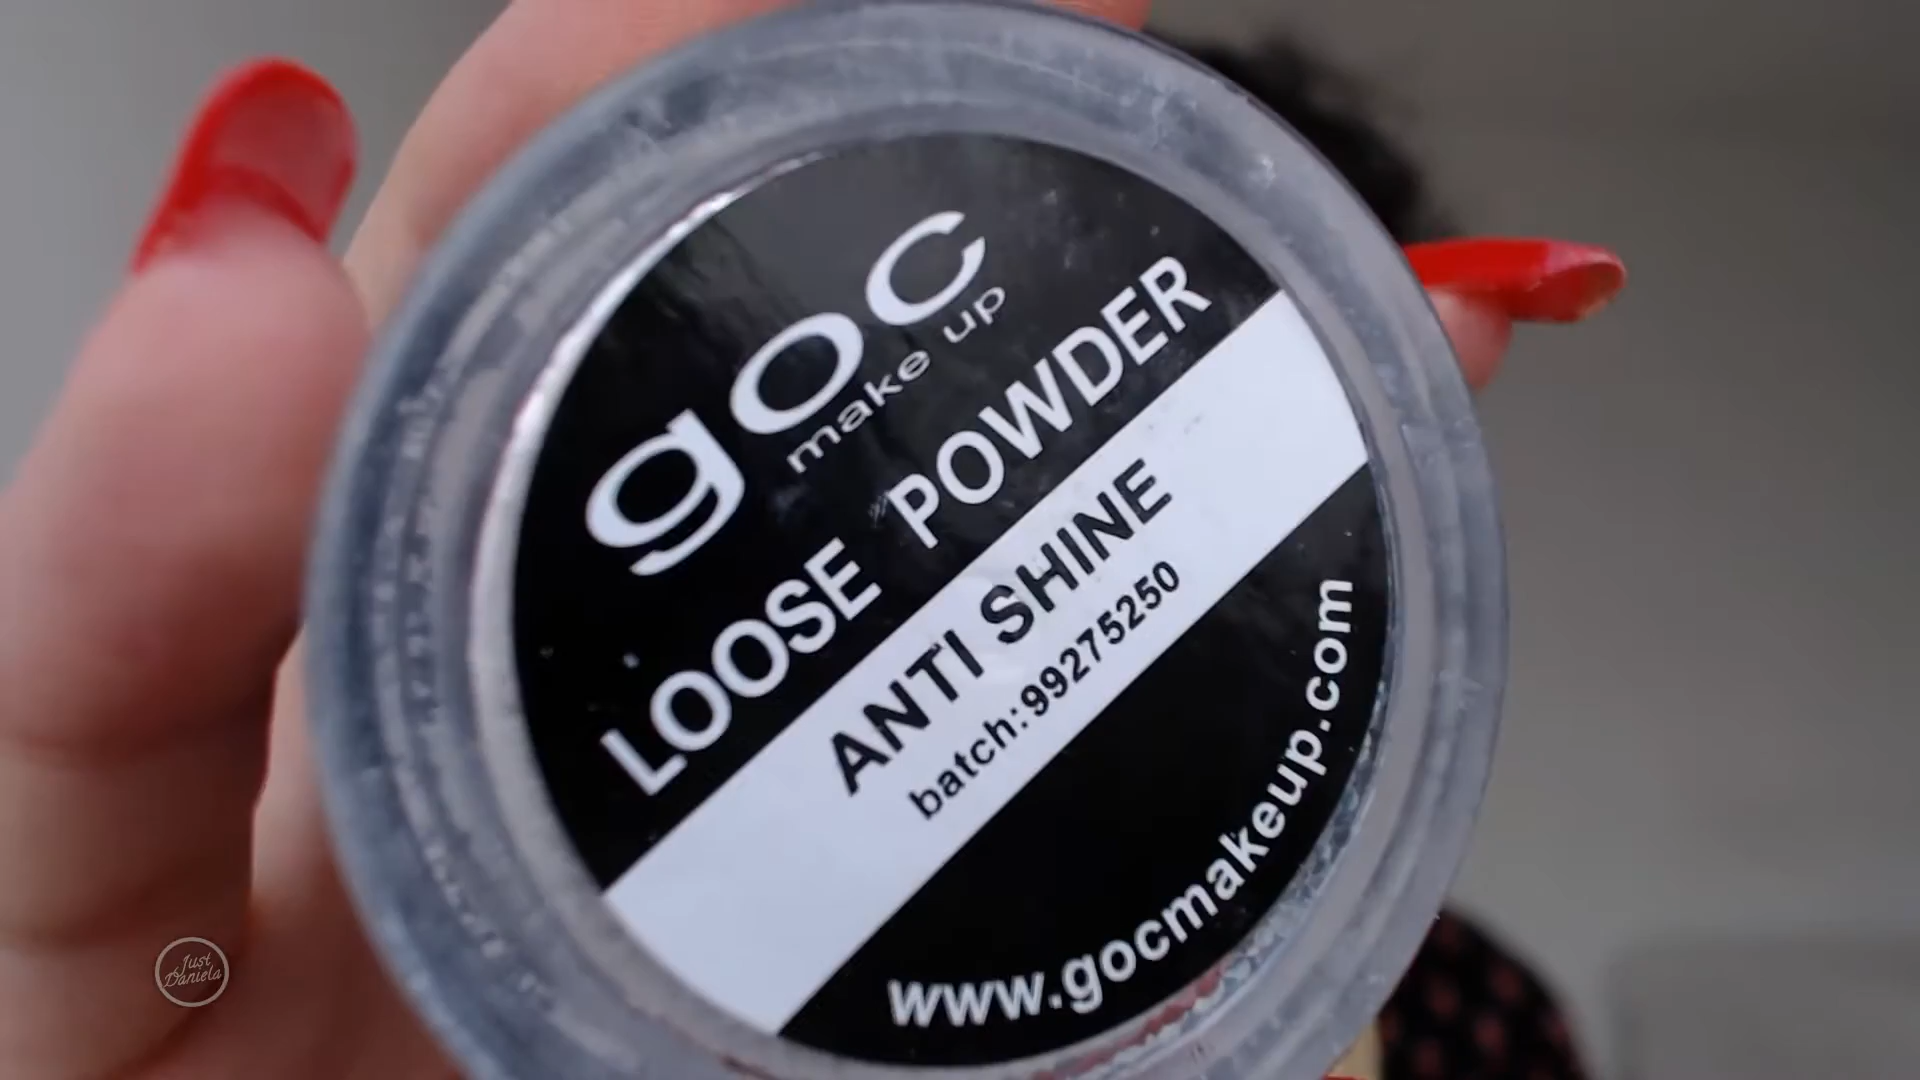 goc
make up
LOOSE POWDER
ANTI SHINE
batch:99275250
www.gocmakeup.com
Just
Daniela